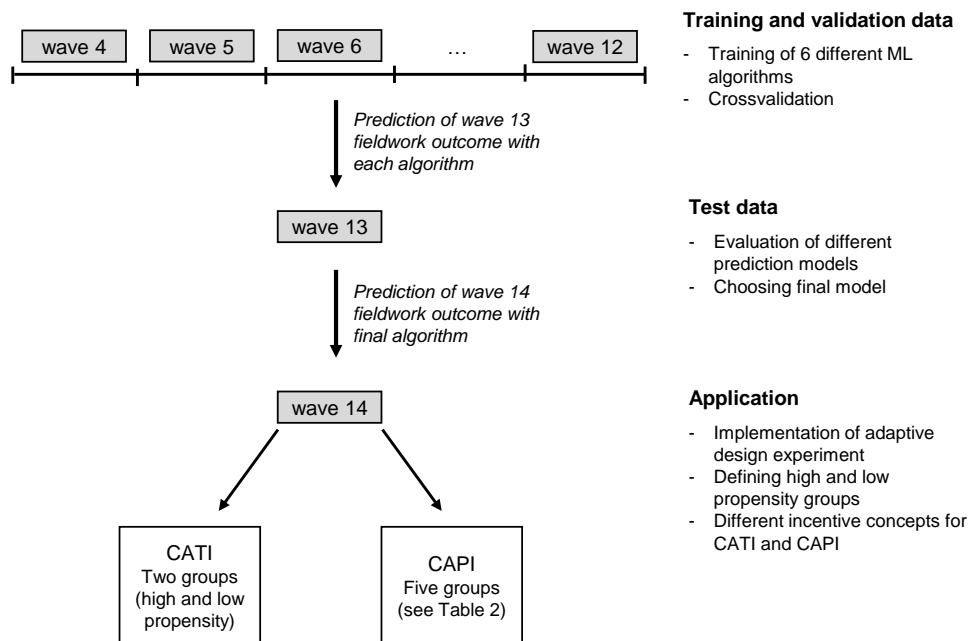 Training and validation data
wave 4
wave 5
wave 6
...
wave 12
- Training of 6 different ML
algorithms
- Crossvalidation
Prediction of wave 13
fieldwork outcome with
each algorithm
wave 13
Test data
- Evaluation of different
prediction models
- Choosing final model
Prediction of wave 14
fieldwork outcome with
final algorithm
wave 14
Application
- Implementation of adaptive
design experiment
- Defining high and low
propensity groups
- Different incentive concepts for
CATI and CAPI
CATI
Two groups
(high and low
propensity)
CAPI
Five groups
(see Table 2)